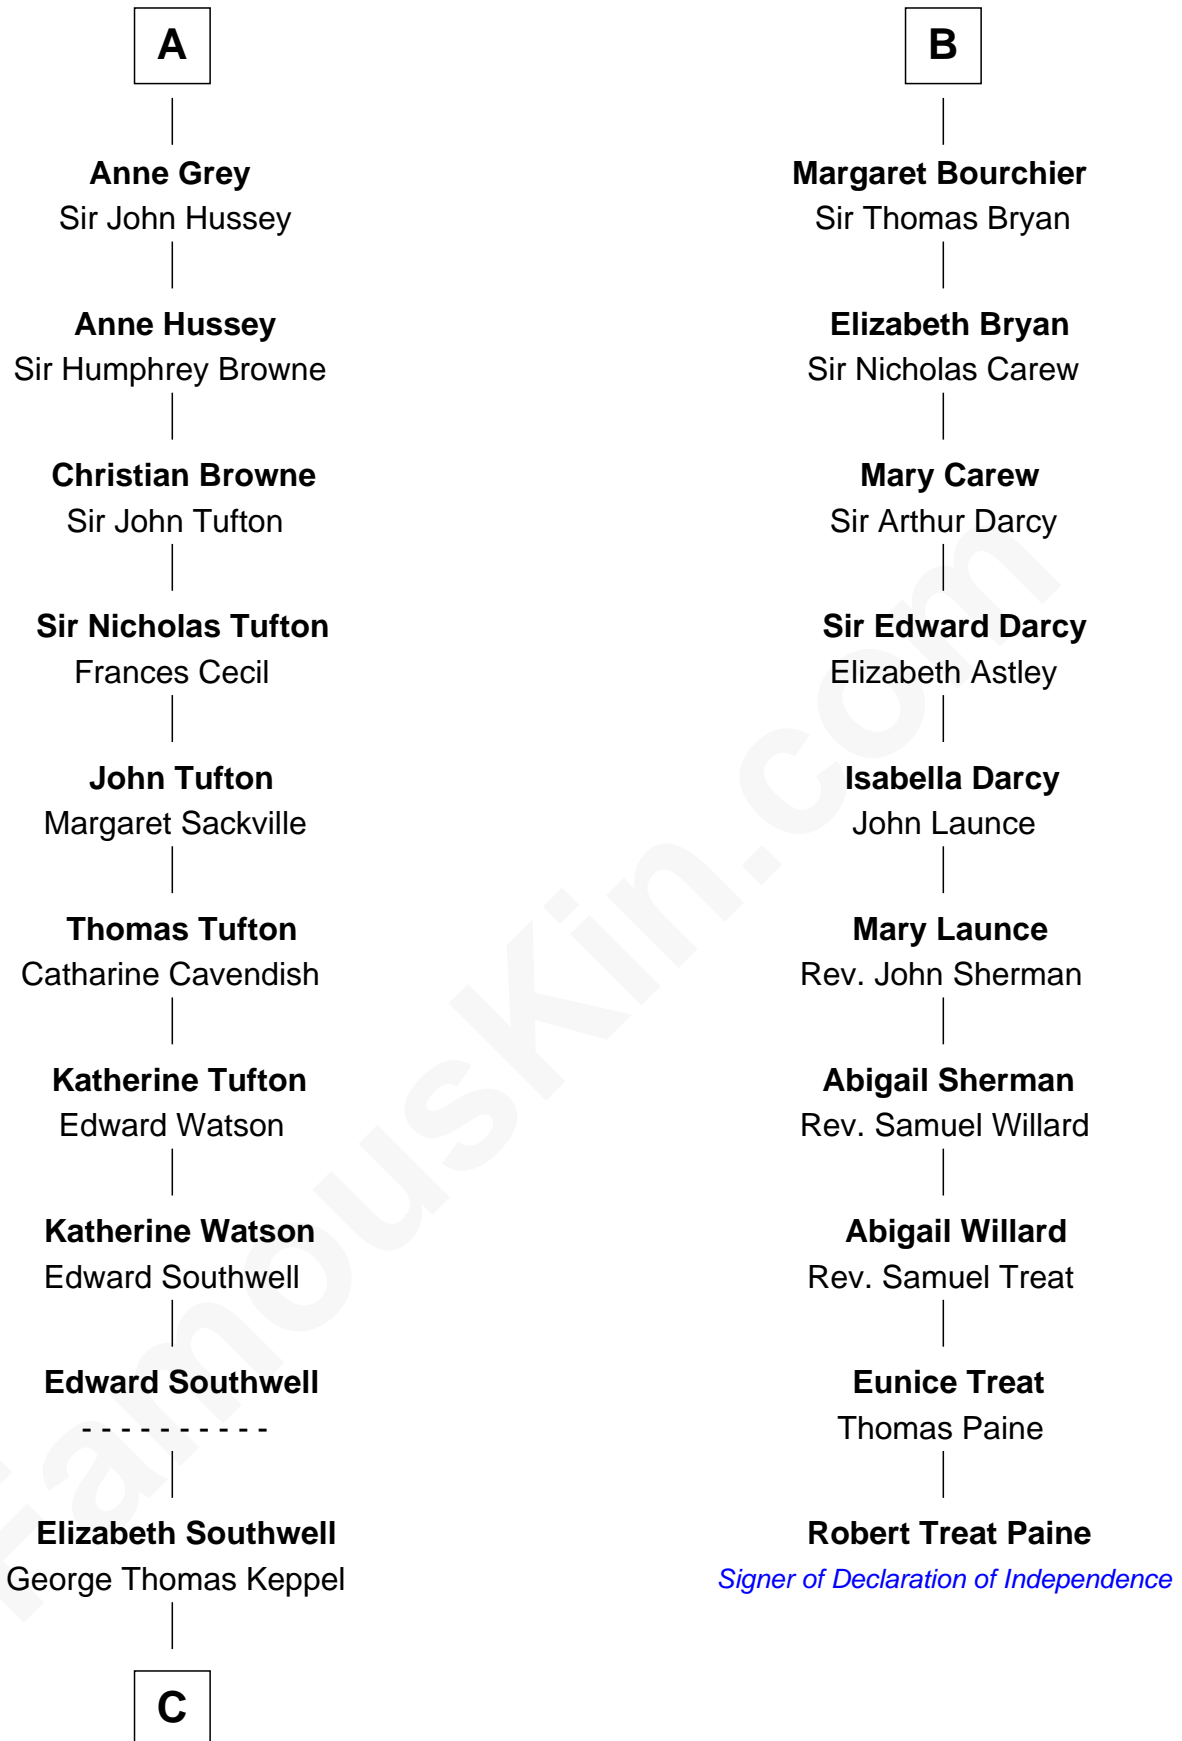 A
Anne Grey
Sir John Hussey
Anne Hussey
Sir Humphrey Browne
Christian Browne
Sir John Tufton
Sir Nicholas Tufton
Frances Cecil
John Tufton
Margaret Sackville
Thomas Tufton
Catharine Cavendish
Katherine Tufton
Edward Watson
Katherine Watson
Edward Southwell
Edward Southwell
- - - - - - - - - -
Elizabeth Southwell
George Thomas Keppel
C
B
Margaret Bourchier
Sir Thomas Bryan
Elizabeth Bryan
Sir Nicholas Carew
Mary Carew
Sir Arthur Darcy
Sir Edward Darcy
Elizabeth Astley
Isabella Darcy
John Launce
Mary Launce
Rev. John Sherman
Abigail Sherman
Rev. Samuel Willard
Abigail Willard
Rev. Samuel Treat
Eunice Treat
Thomas Paine
Robert Treat Paine
Signer of Declaration of Independence
FamousKin.com